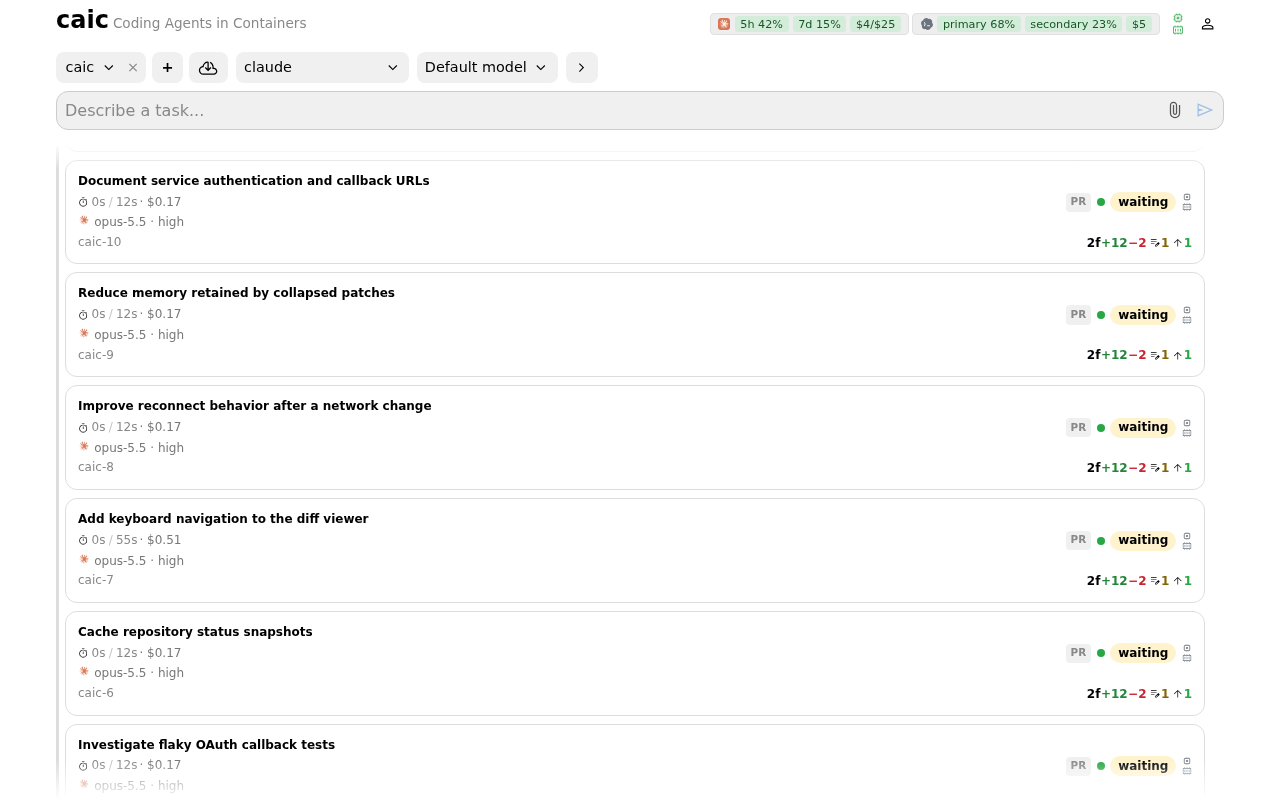 caic Coding Agents in Containers
5h 42% 7d 15% $4/$25 primary 68% secondary 23% $5
caic × + claude Default model
Describe a task...
Document service authentication and callback URLs
0s / 12s · $0.17
PR waiting
opus-5.5 · high
caic-10
2f+12−2 1 ↑1
Reduce memory retained by collapsed patches
0s / 12s · $0.17
PR waiting
opus-5.5 · high
caic-9
2f+12−2 1 ↑1
Improve reconnect behavior after a network change
0s / 12s · $0.17
PR waiting
opus-5.5 · high
caic-8
2f+12−2 1 ↑1
Add keyboard navigation to the diff viewer
0s / 55s · $0.51
PR waiting
opus-5.5 · high
caic-7
2f+12−2 1 ↑1
Cache repository status snapshots
0s / 12s · $0.17
PR waiting
opus-5.5 · high
caic-6
2f+12−2 1 ↑1
Investigate flaky OAuth callback tests
0s / 12s · $0.17
PR waiting
opus-5.5 · high